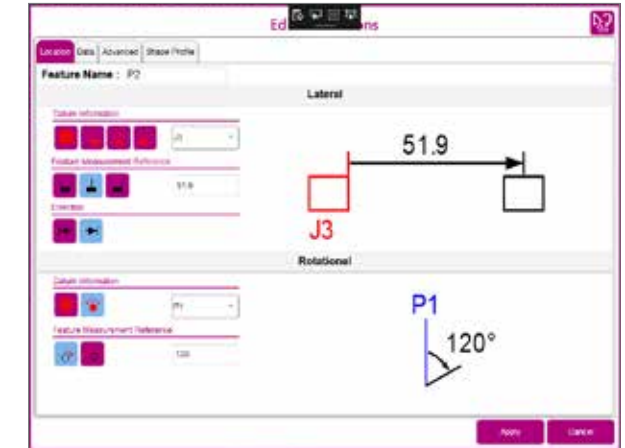 Ed ns
Location Data Advanced Shape Profile
Feature Name : P2
Lateral
Datum Information
J3
Feature Measurement Reference
51.9
Direction
51.9
J3
Rotational
Datum Information
P1
Feature Measurement Reference
120
P1
120°
Apply Cancel